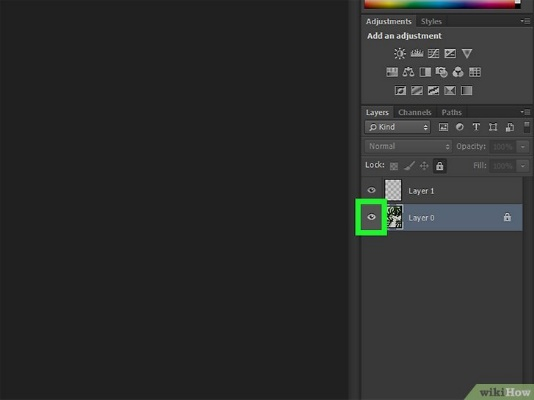 Adjustments Styles
Add an adjustment
Layers Channels Paths
Kind
Normal Opacity: 100%
Lock: Fill: 100%
Layer 1
Layer 0
wikiHow